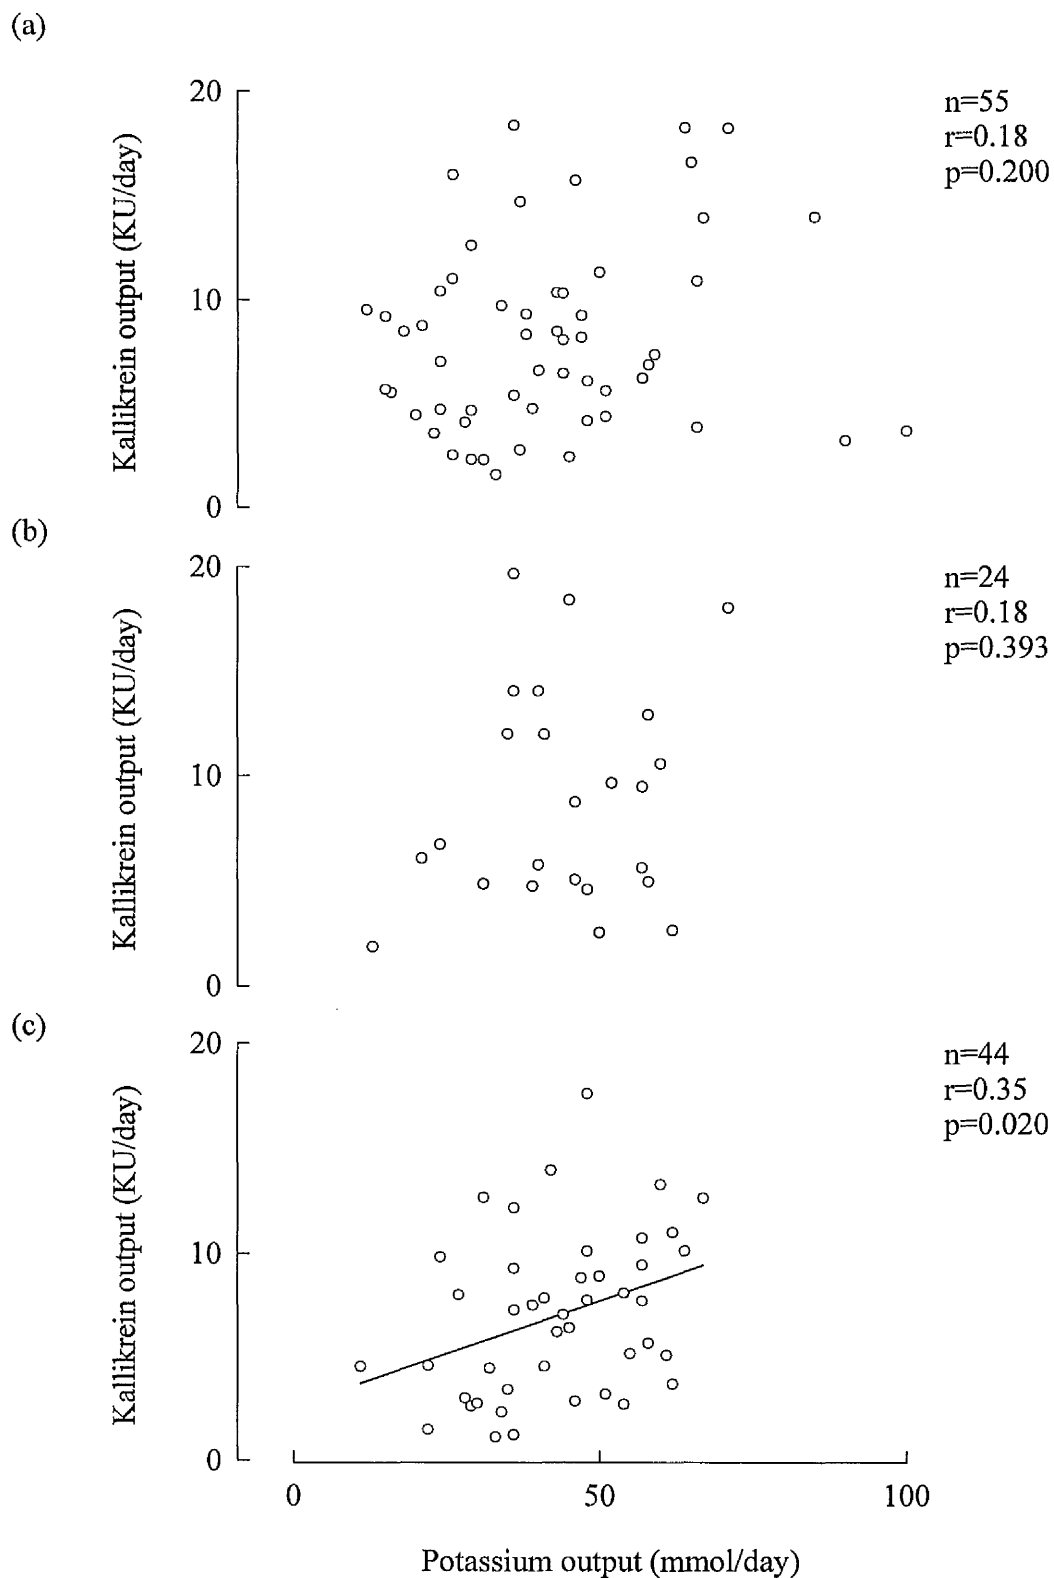 (a)
Kallikrein output (KU/day)
20
10
0
n=55
r=0.18
p=0.200
(b)
Kallikrein output (KU/day)
20
10
0
n=24
r=0.18
p=0.393
(c)
Kallikrein output (KU/day)
20
10
0
n=44
r=0.35
p=0.020
0 50 100
Potassium output (mmol/day)